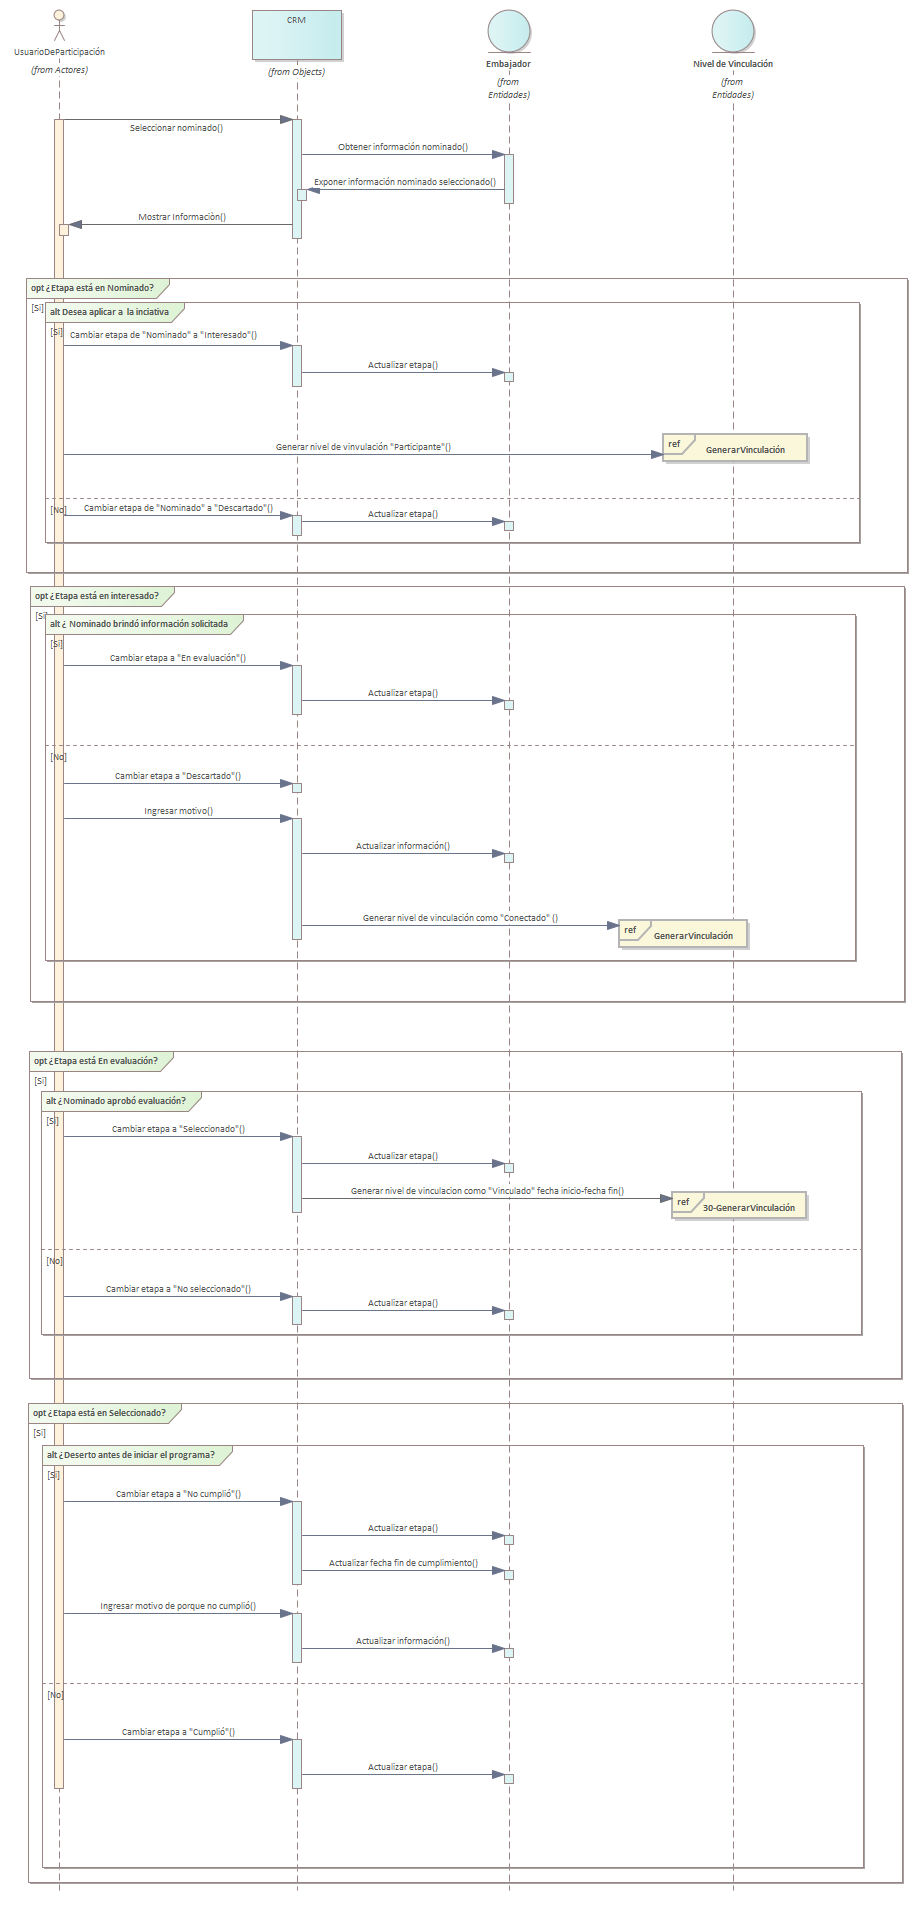 CRM
UsuarioDeParticipación
(from Actores)
(from Objects)
Embajador
(from
Entidades)
Nivel de Vinculación
(from
Entidades)
Seleccionar nominado()
Obtener información nominado()
Exponer información nominado seleccionado()
Mostrar Informaciòn()
opt ¿Etapa está en Nominado?
[Si]
alt Desea aplicar a  la inciativa
[Si]
Cambiar etapa de "Nominado" a "Interesado"()
Actualizar etapa()
Generar nivel de vinvulación "Participante"()
ref
GenerarVinculación
[No]
Cambiar etapa de "Nominado" a "Descartado"()
Actualizar etapa()
opt ¿Etapa está en interesado?
[Si]
alt ¿ Nominado brindó información solicitada
[Si]
Cambiar etapa a "En evaluación"()
Actualizar etapa()
[No]
Cambiar etapa a "Descartado"()
Ingresar motivo()
Actualizar información()
Generar nivel de vinculación como "Conectado" ()
ref
GenerarVinculación
opt ¿Etapa está En evaluación?
[Si]
alt ¿Nominado aprobó evaluación?
[Si]
Cambiar etapa a "Seleccionado"()
Actualizar etapa()
Generar nivel de vinculacion como "Vinculado" fecha inicio-fecha fin()
ref
30-GenerarVinculación
[No]
Cambiar etapa a "No seleccionado"()
Actualizar etapa()
opt ¿Etapa está en Seleccionado?
[Si]
alt ¿Deserto antes de iniciar el programa?
[Si]
Cambiar etapa a "No cumplió"()
Actualizar etapa()
Actualizar fecha fin de cumplimiento()
Ingresar motivo de porque no cumplió()
Actualizar información()
[No]
Cambiar etapa a "Cumplió"()
Actualizar etapa()